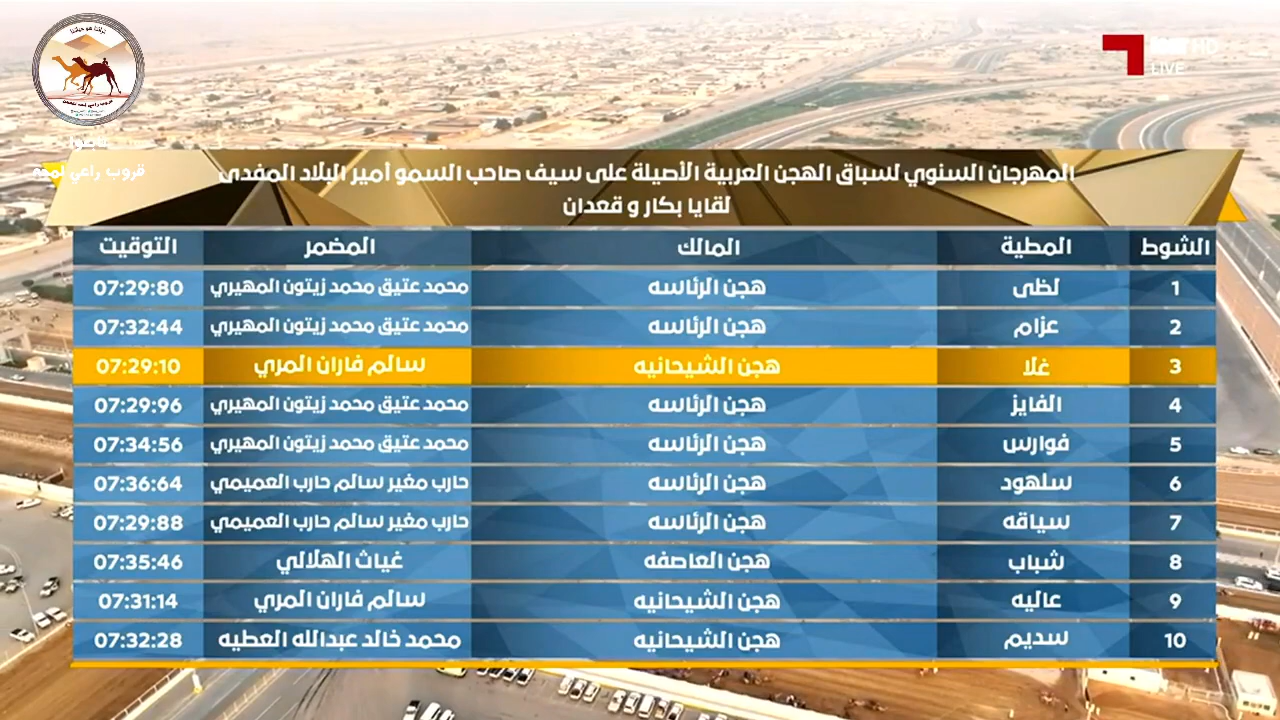 تراثنا هو حياتنا
HD
LIVE
قروب راعي
المهرجان السنوي لسباق الهجن العربية الأصيلة على سيف صاحب السمو أمير البلاد المفدى
لقايا بكار و قعدان
الشوط المطية المالك المضمر التوقيت
1 لظى هجن الرئاسه محمد عتيق محمد زيتون المهيري 07:29:80
2 عزام هجن الرئاسه محمد عتيق محمد زيتون المهيري 07:32:44
3 غلا هجن الشيحانيه سالم فاران المري 07:29:10
4 الفايز هجن الرئاسه محمد عتيق محمد زيتون المهيري 07:29:96
5 فوارس هجن الرئاسه محمد عتيق محمد زيتون المهيري 07:34:56
6 سلهود هجن الرئاسه حارب مغير سالم حارب العميمي 07:36:64
7 سياقه هجن الرئاسه حارب مغير سالم حارب العميمي 07:29:88
8 شباب هجن العاصفه غياث الهلالي 07:35:46
9 عاليه هجن الشيحانيه سالم فاران المري 07:31:14
10 سديم هجن الشيحانيه محمد خالد عبدالله العطيه 07:32:28